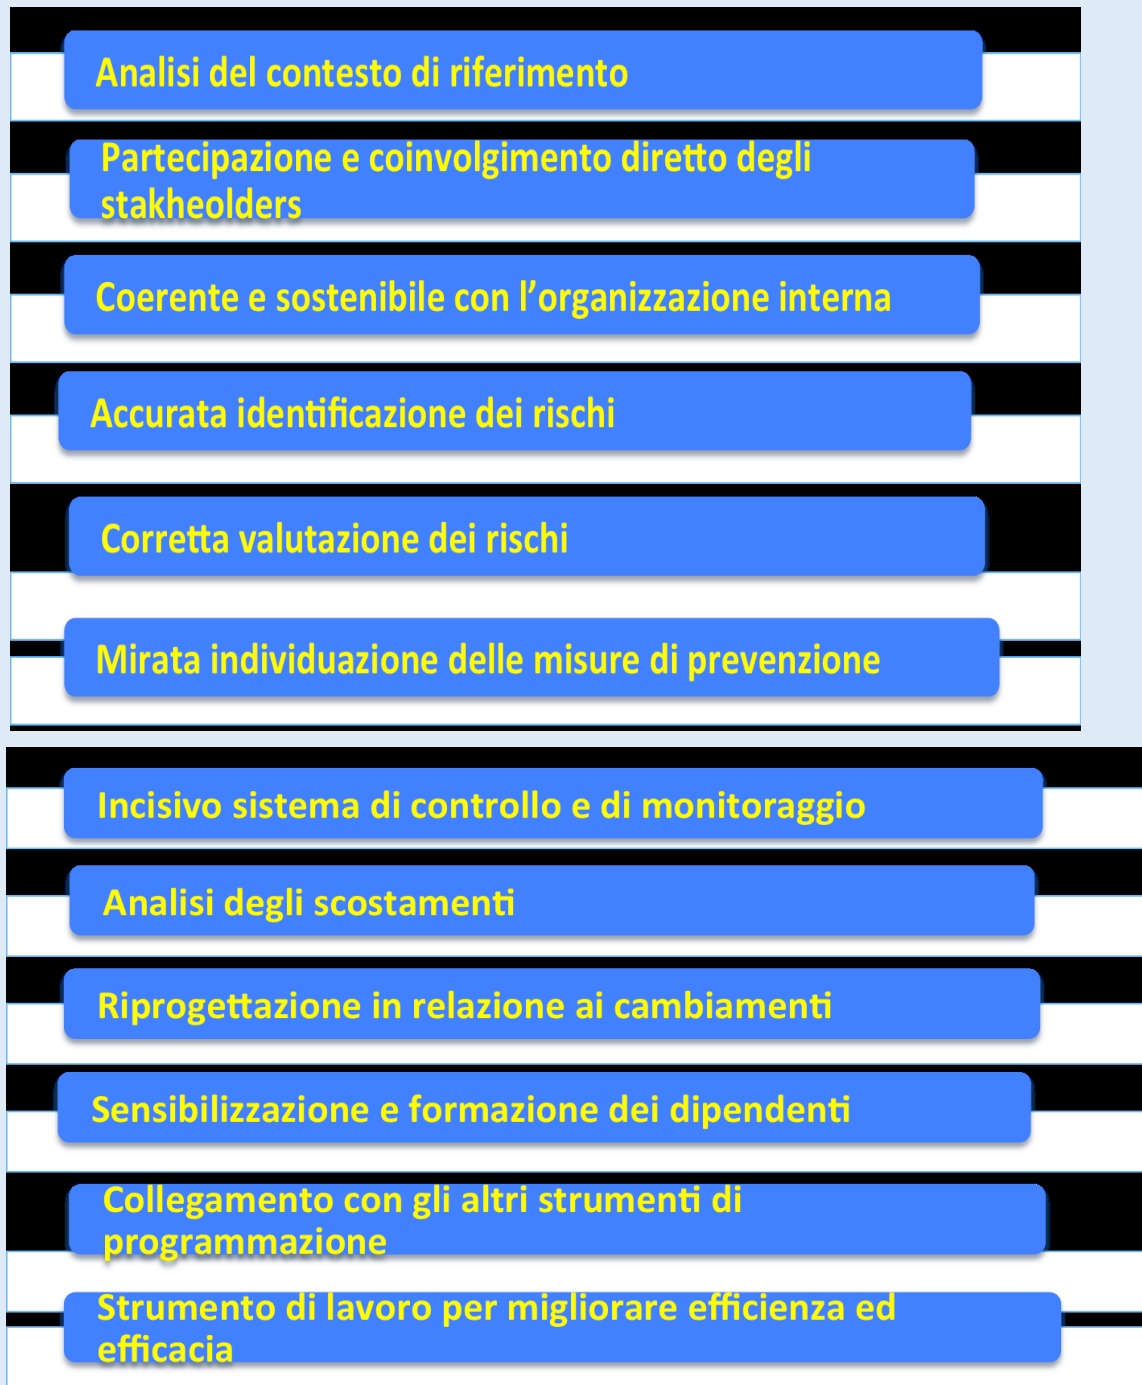 Analisi del contesto di riferimento
Partecipazione e coinvolgimento diretto degli
stakheolders
Coerente e sostenibile con l’organizzazione interna
Accurata identificazione dei rischi
Corretta valutazione dei rischi
Mirata individuazione delle misure di prevenzione
Incisivo sistema di controllo e di monitoraggio
Analisi degli scostamenti
Riprogettazione in relazione ai cambiamenti
Sensibilizzazione e formazione dei dipendenti
Collegamento con gli altri strumenti di
programmazione
Strumento di lavoro per migliorare efficienza ed
efficacia